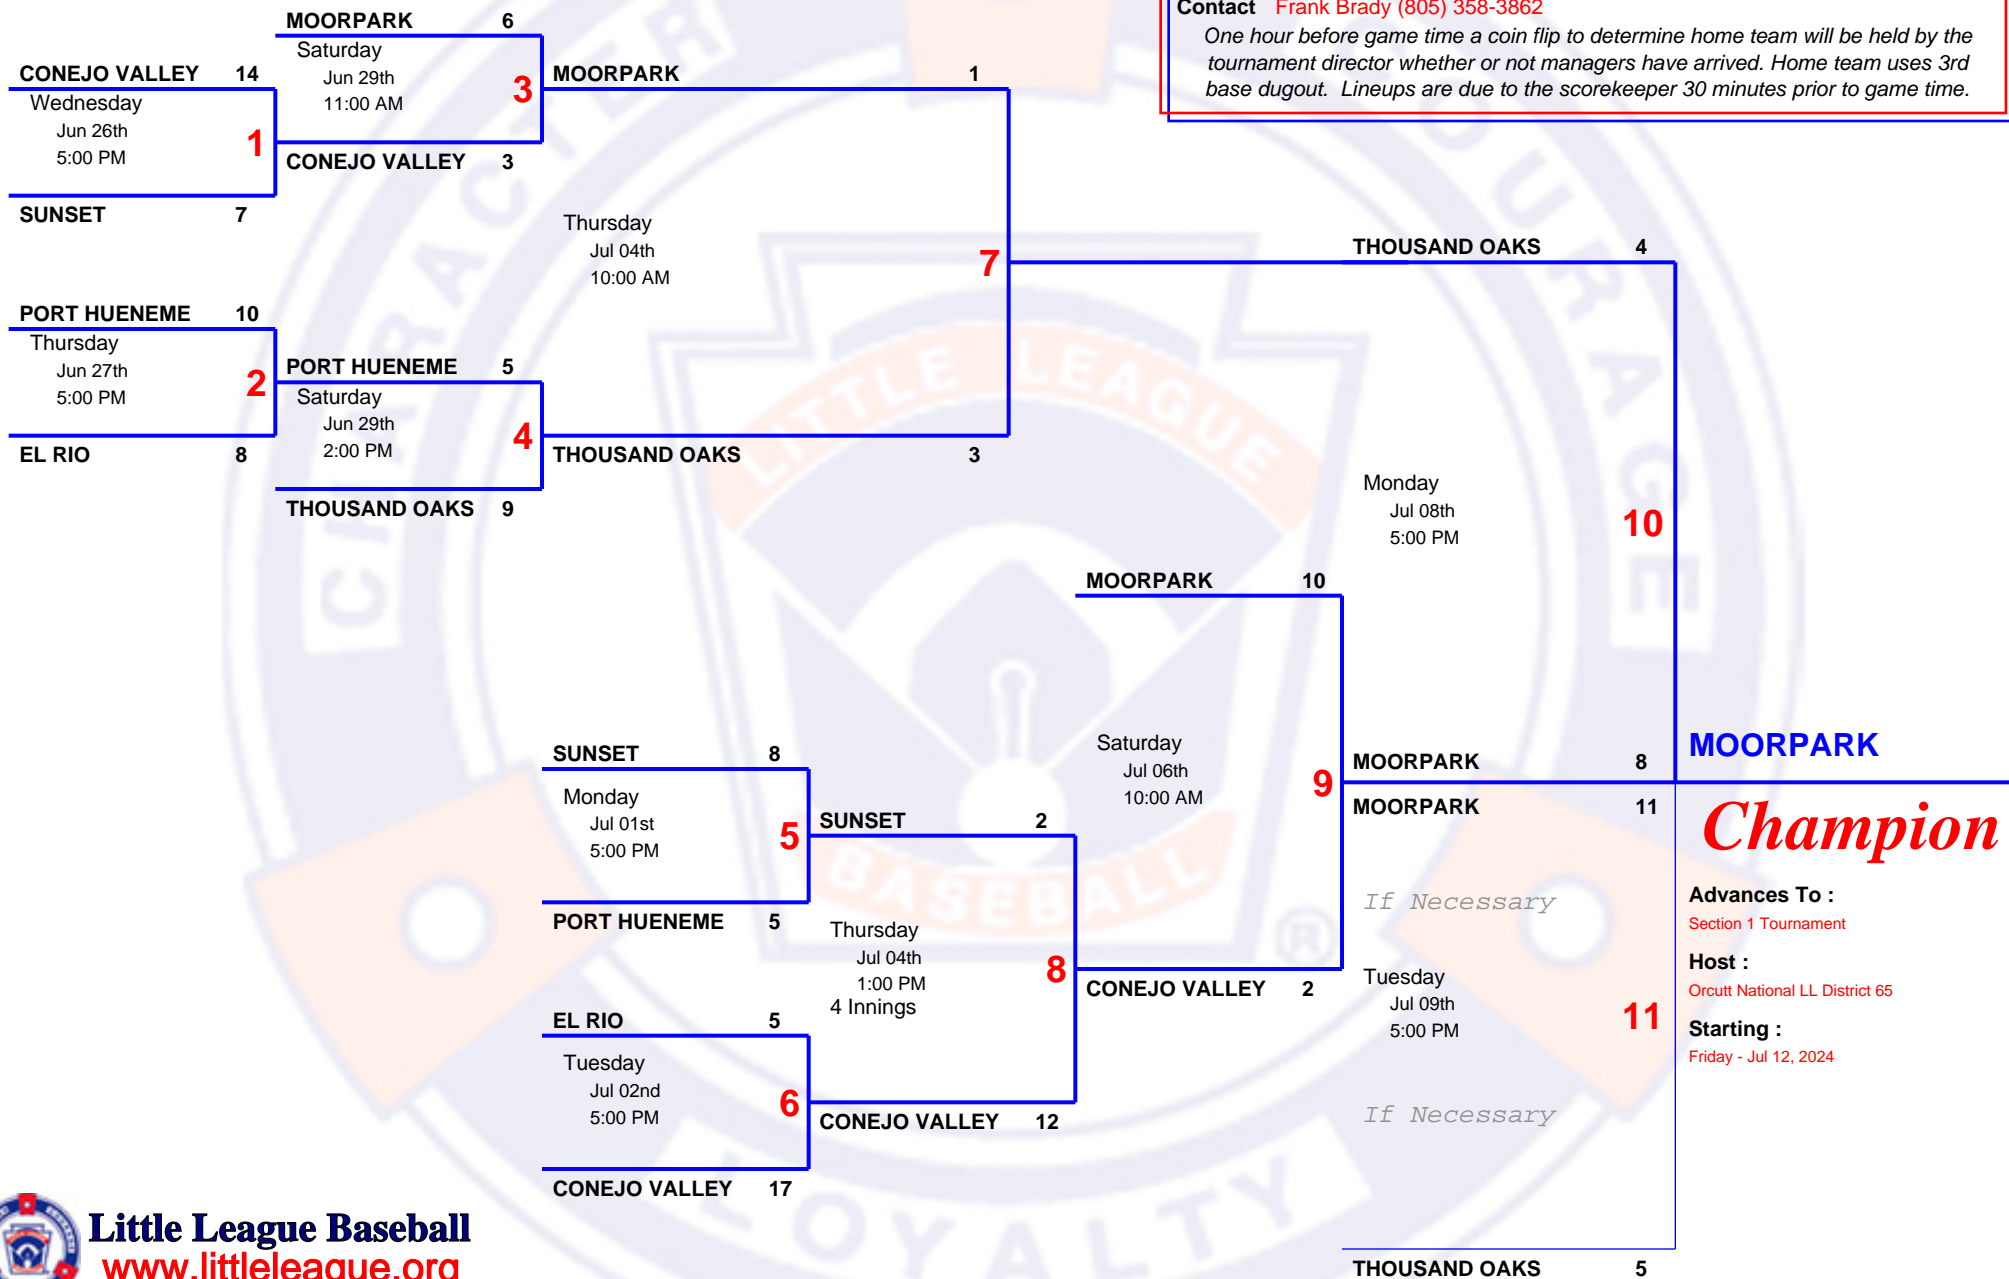 Contact Frank Brady (805) 358-3862
One hour before game time a coin flip to determine home team will be held by the
tournament director whether or not managers have arrived. Home team uses 3rd
base dugout. Lineups are due to the scorekeeper 30 minutes prior to game time.
MOORPARK 6
Saturday
Jun 29th
11:00 AM
3
CONEJO VALLEY 3
CONEJO VALLEY 14
Wednesday
Jun 26th
5:00 PM
1
SUNSET 7
MOORPARK 1
Thursday
Jul 04th
10:00 AM
7
THOUSAND OAKS 3
PORT HUENEME 10
Thursday
Jun 27th
5:00 PM
2
EL RIO 8
PORT HUENEME 5
Saturday
Jun 29th
2:00 PM
4
THOUSAND OAKS 9
THOUSAND OAKS 4
Monday
Jul 08th
5:00 PM
10
MOORPARK 8
MOORPARK 10
Saturday
Jul 06th
10:00 AM
9
CONEJO VALLEY 2
SUNSET 8
Monday
Jul 01st
5:00 PM
5
PORT HUENEME 5
SUNSET 2
Thursday
Jul 04th
1:00 PM
4 Innings
8
CONEJO VALLEY 12
EL RIO 5
Tuesday
Jul 02nd
5:00 PM
6
CONEJO VALLEY 17
MOORPARK 11
If Necessary
Tuesday
Jul 09th
5:00 PM
11
If Necessary
THOUSAND OAKS 5
MOORPARK
Champion
Advances To :
Section 1 Tournament
Host :
Orcutt National LL District 65
Starting :
Friday - Jul 12, 2024
CHARACTER
COURAGE
LOYALTY
LITTLE LEAGUE
BASEBALL
®
Little League Baseball
www.littleleague.org